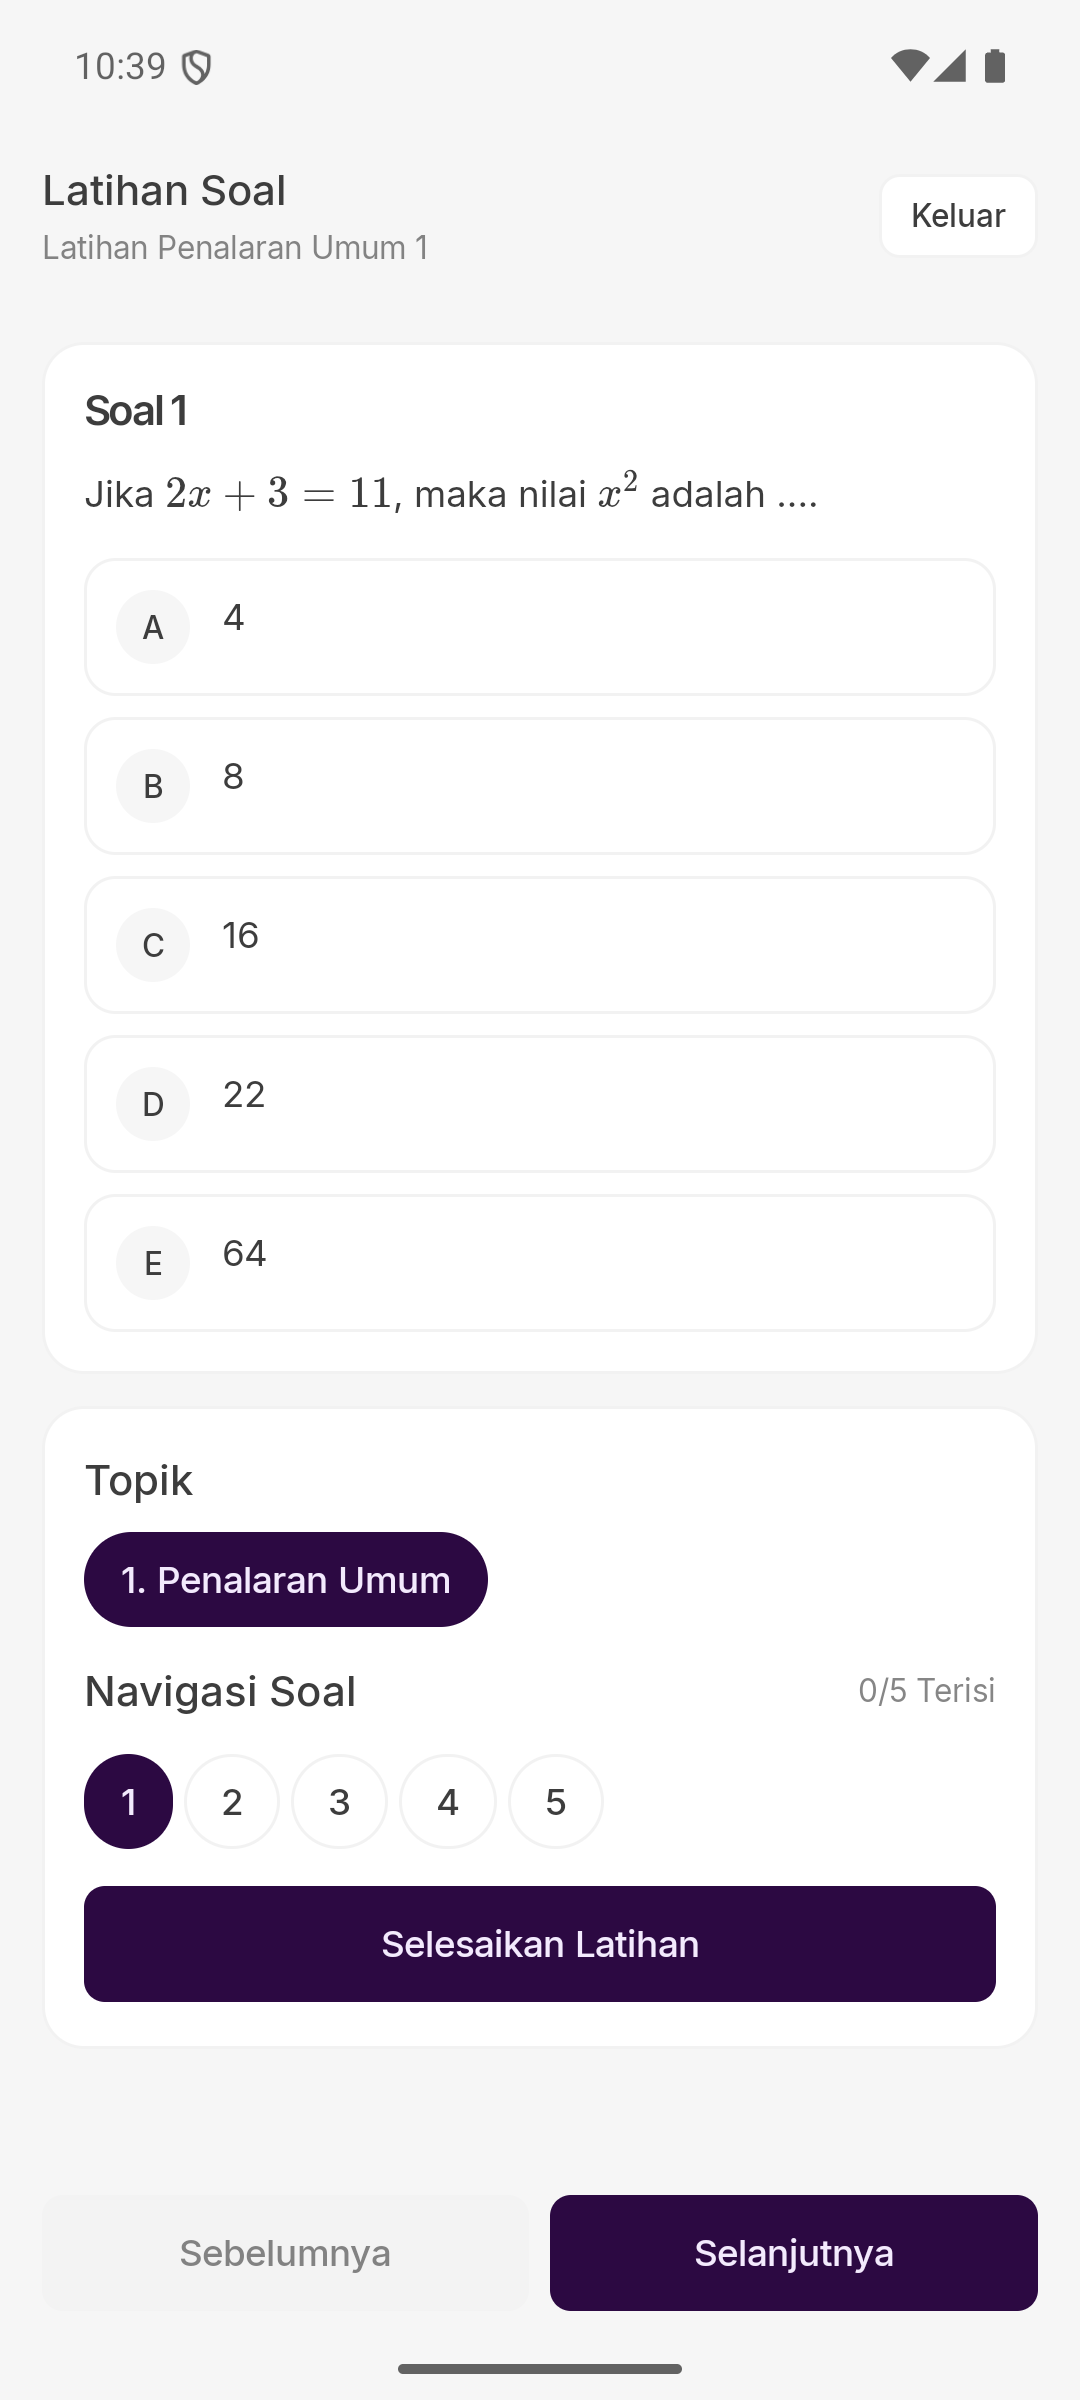 10:39
Latihan Soal
Latihan Penalaran Umum 1
Keluar
Soal 1
Jika 2x + 3 = 11, maka nilai x² adalah ....
A 4
B 8
C 16
D 22
E 64
Topik
1. Penalaran Umum
Navigasi Soal 0/5 Terisi
1 2 3 4 5
Selesaikan Latihan
Sebelumnya Selanjutnya